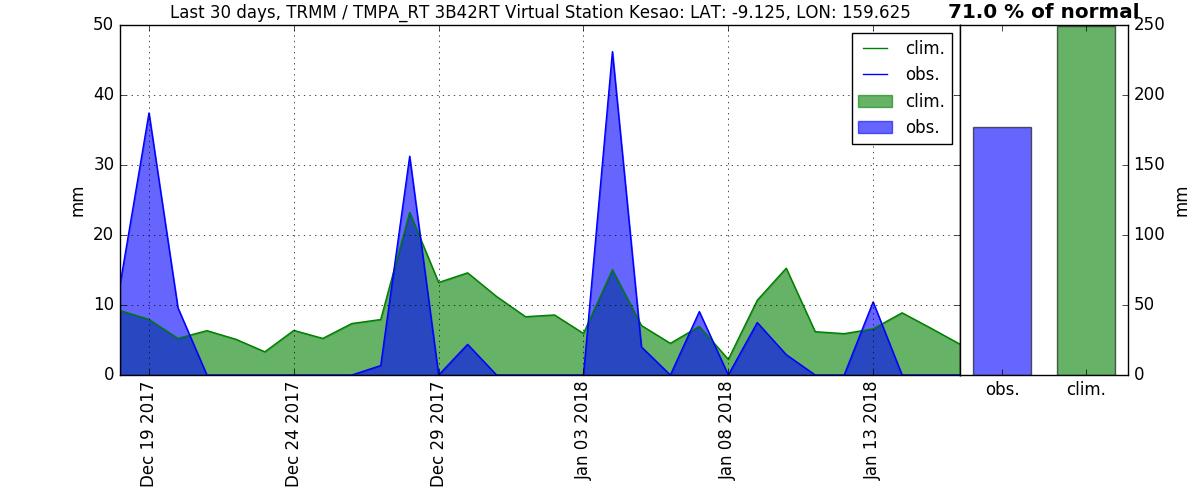 Last 30 days, TRMM / TMPA_RT 3B42RT Virtual Station Kesao: LAT: -9.125, LON: 159.625
71.0 % of normal
50
40
30
20
10
0
mm
clim.
obs.
clim.
obs.
250
200
150
100
50
0
mm
obs.
clim.
Dec 19 2017
Dec 24 2017
Dec 29 2017
Jan 03 2018
Jan 08 2018
Jan 13 2018